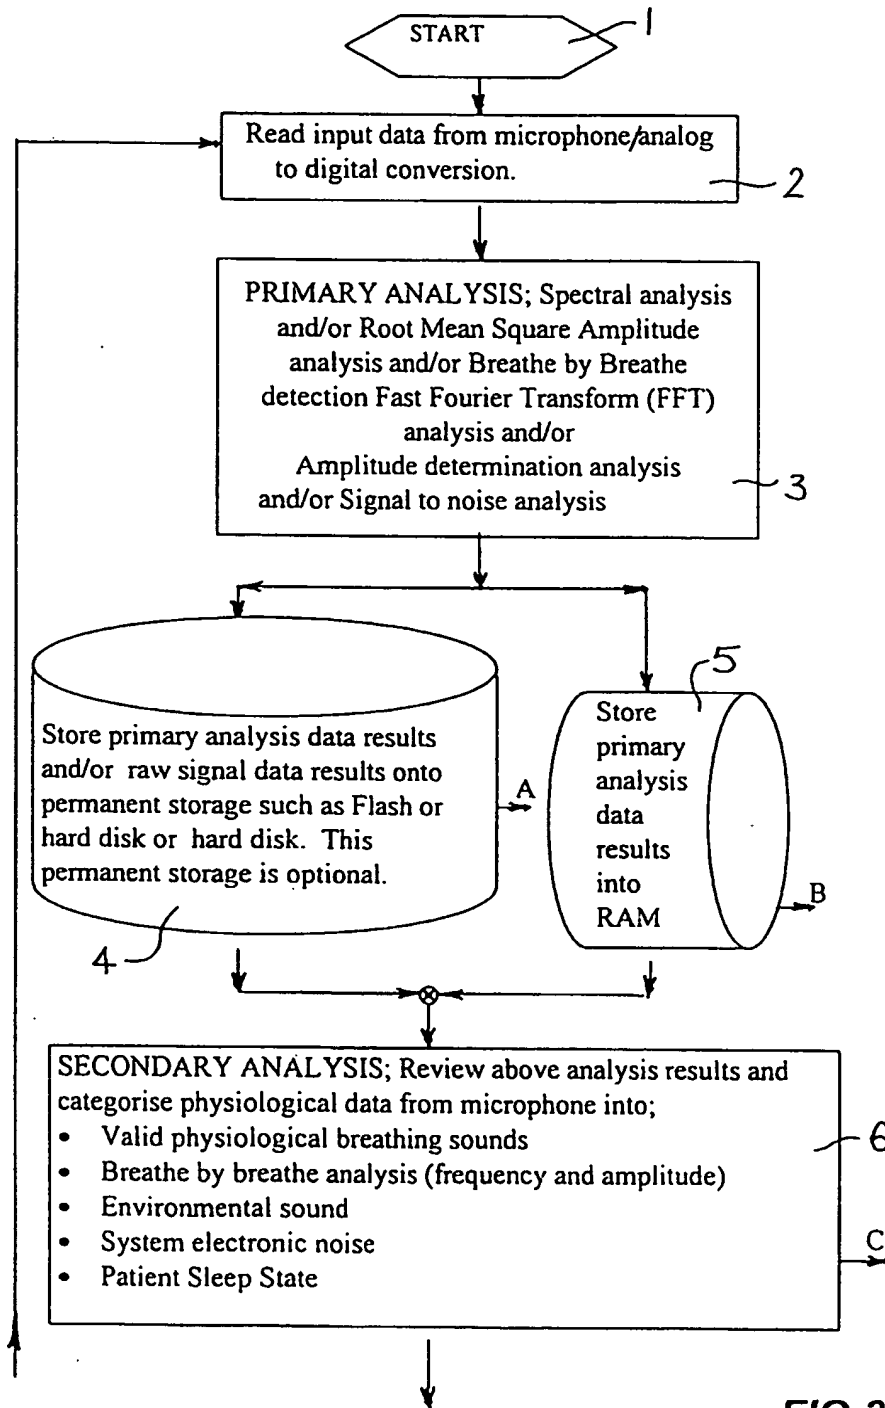 START
1
Read input data from microphone/analog
to digital conversion.
2
PRIMARY ANALYSIS; Spectral analysis
and/or Root Mean Square Amplitude
analysis and/or Breathe by Breathe
detection Fast Fourier Transform (FFT)
analysis and/or
Amplitude determination analysis
and/or Signal to noise analysis
3
Store primary analysis data results
and/or raw signal data results onto
permanent storage such as Flash or
hard disk or hard disk. This
permanent storage is optional.
A
4
5
Store
primary
analysis
data
results
into
RAM
B
SECONDARY ANALYSIS; Review above analysis results and
categorise physiological data from microphone into;
• Valid physiological breathing sounds
• Breathe by breathe analysis (frequency and amplitude)
• Environmental sound
• System electronic noise
• Patient Sleep State
6
C